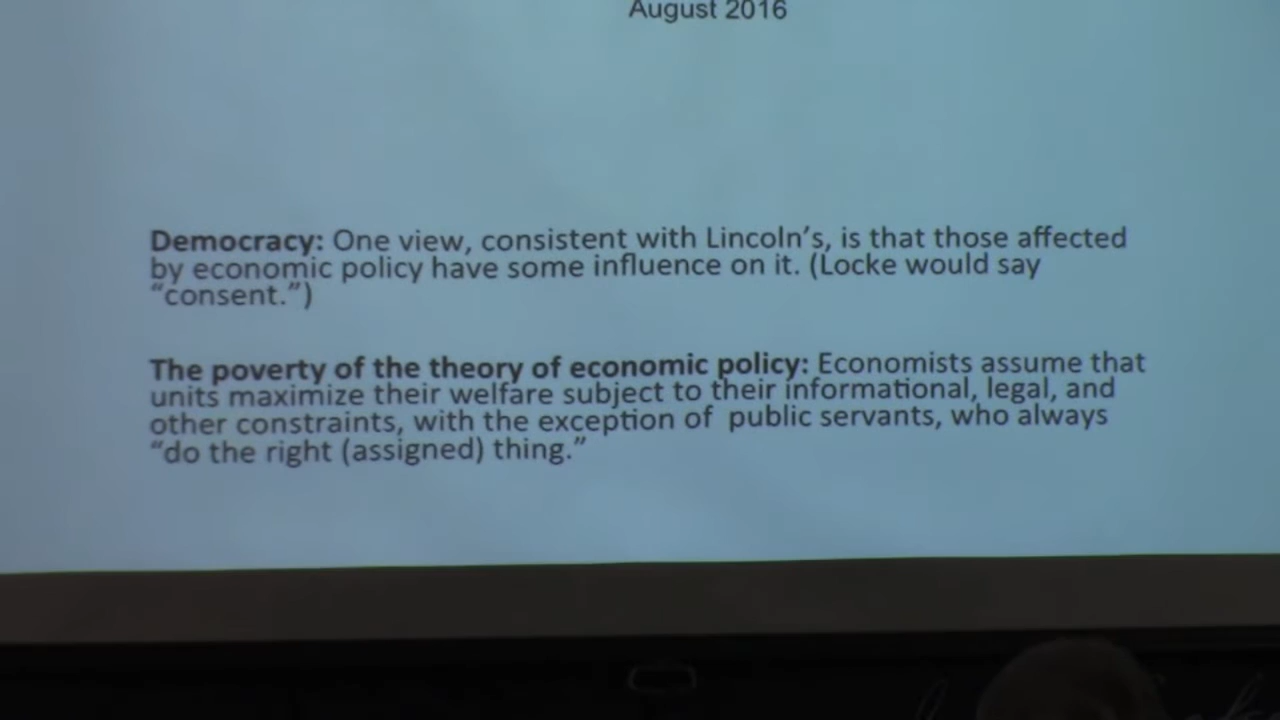 August 2016
Democracy: One view, consistent with Lincoln’s, is that those affected
by economic policy have some influence on it. (Locke would say
“consent.”)
The poverty of the theory of economic policy: Economists assume that
units maximize their welfare subject to their informational, legal, and
other constraints, with the exception of public servants, who always
“do the right (assigned) thing.”